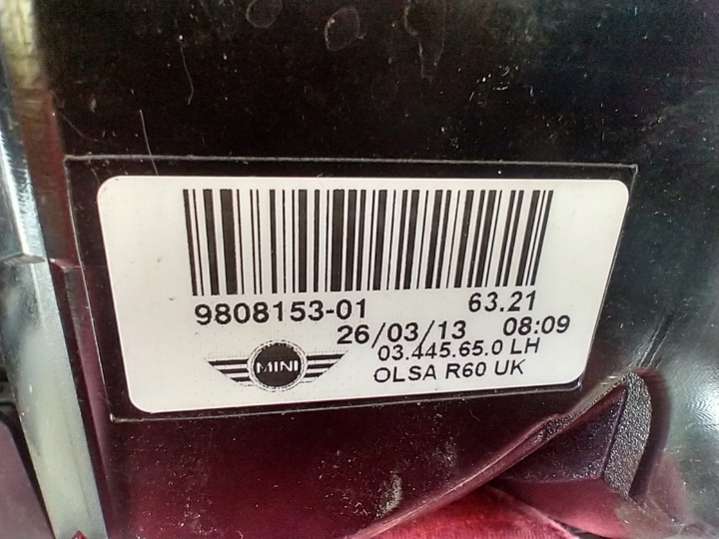 9808153-01 63.21
26/03/13 08:09
03.445.65.0 LH
MINI
OLSA R60 UK